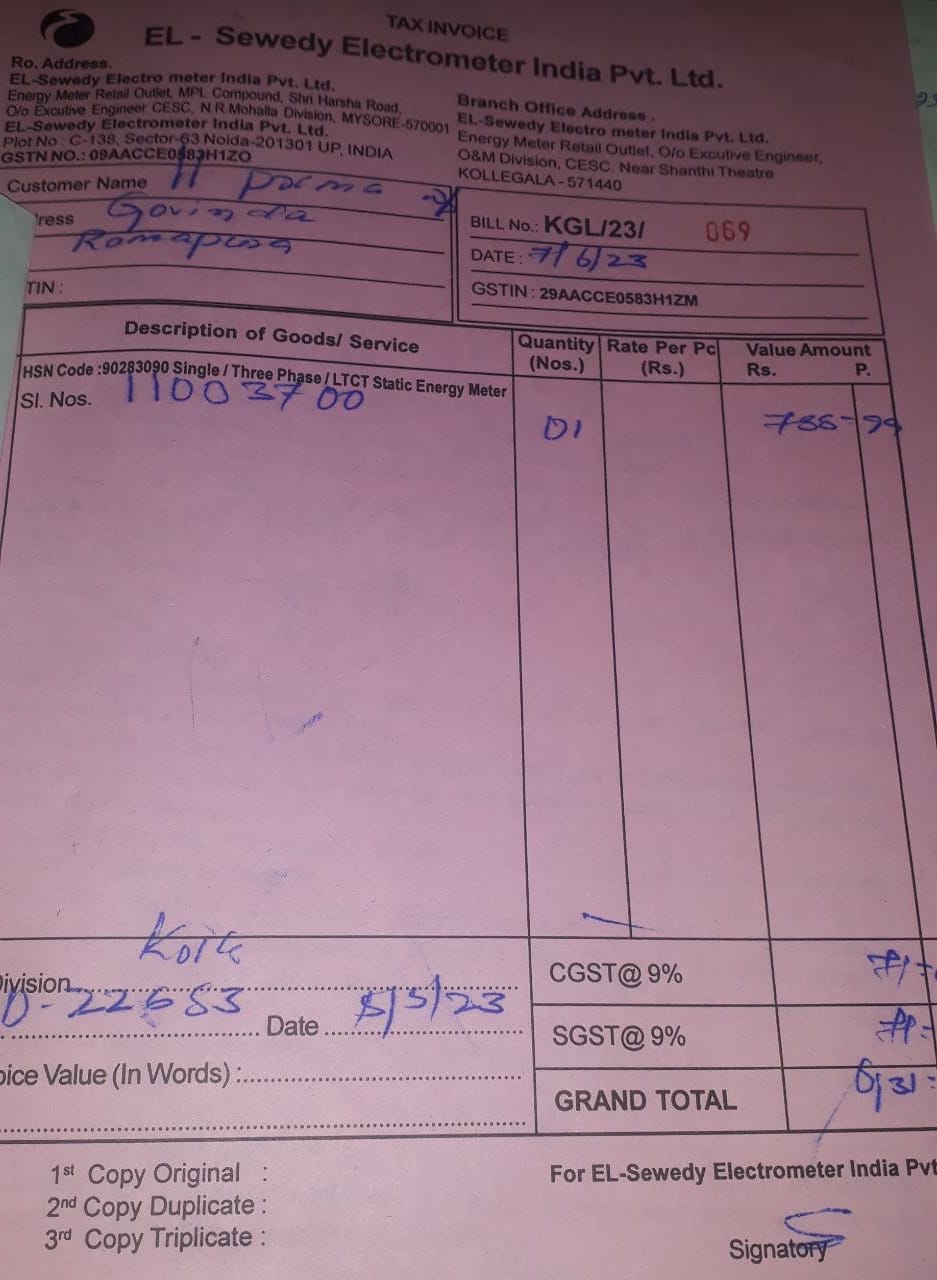 TAX INVOICE
EL - Sewedy Electrometer India Pvt. Ltd.
Ro. Address.
EL-Sewedy Electro meter India Pvt. Ltd.
Energy Meter Retail Outlet, MPL Compound, Shri Harsha Road,
O/o Excutive Engineer CESC, N.R.Mohalla Division, MYSORE-570001
EL-Sewedy Electrometer India Pvt. Ltd.
Plot No : C-138, Sector-63 Noida-201301 UP, INDIA
GSTN NO.: 09AACCE0583H1ZO
Branch Office Address .
EL-Sewedy Electro meter India Pvt. Ltd.
Energy Meter Retail Outlet, O/o Excutive Engineer,
O&M Division, CESC, Near Shanthi Theatre
KOLLEGALA - 571440
Customer Name
ress Govinda
Ramapura
TIN :
BILL No.: KGL/23/ 069
DATE : 7/6/23
GSTIN : 29AACCE0583H1ZM
Description of Goods/ Service Quantity (Nos.) Rate Per Pc (Rs.) Value Amount Rs. P.
HSN Code :90283090 Single / Three Phase / LTCT Static Energy Meter
Sl. Nos. 11003700 01
ivision
Date
CGST@ 9%
SGST@ 9%
oice Value (In Words) :
GRAND TOTAL
1st Copy Original :
2nd Copy Duplicate :
3rd Copy Triplicate :
For EL-Sewedy Electrometer India Pvt
Signatory